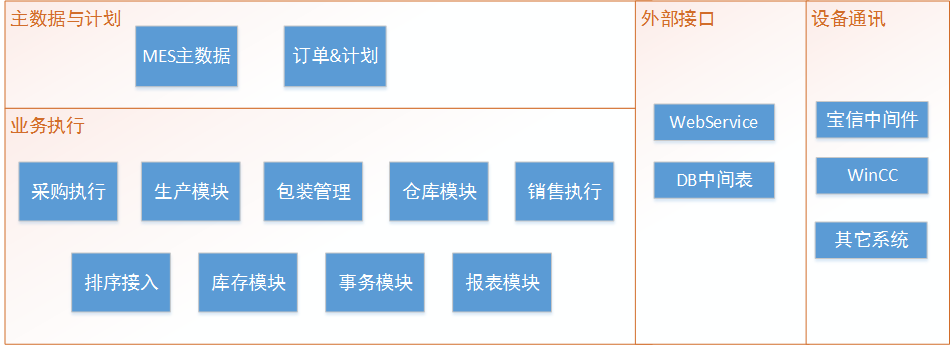 主数据与计划
MES主数据
订单&计划
业务执行
采购执行
生产模块
包装管理
仓库模块
销售执行
排序接入
库存模块
事务模块
报表模块
外部接口
WebService
DB中间表
设备通讯
宝信中间件
WinCC
其它系统